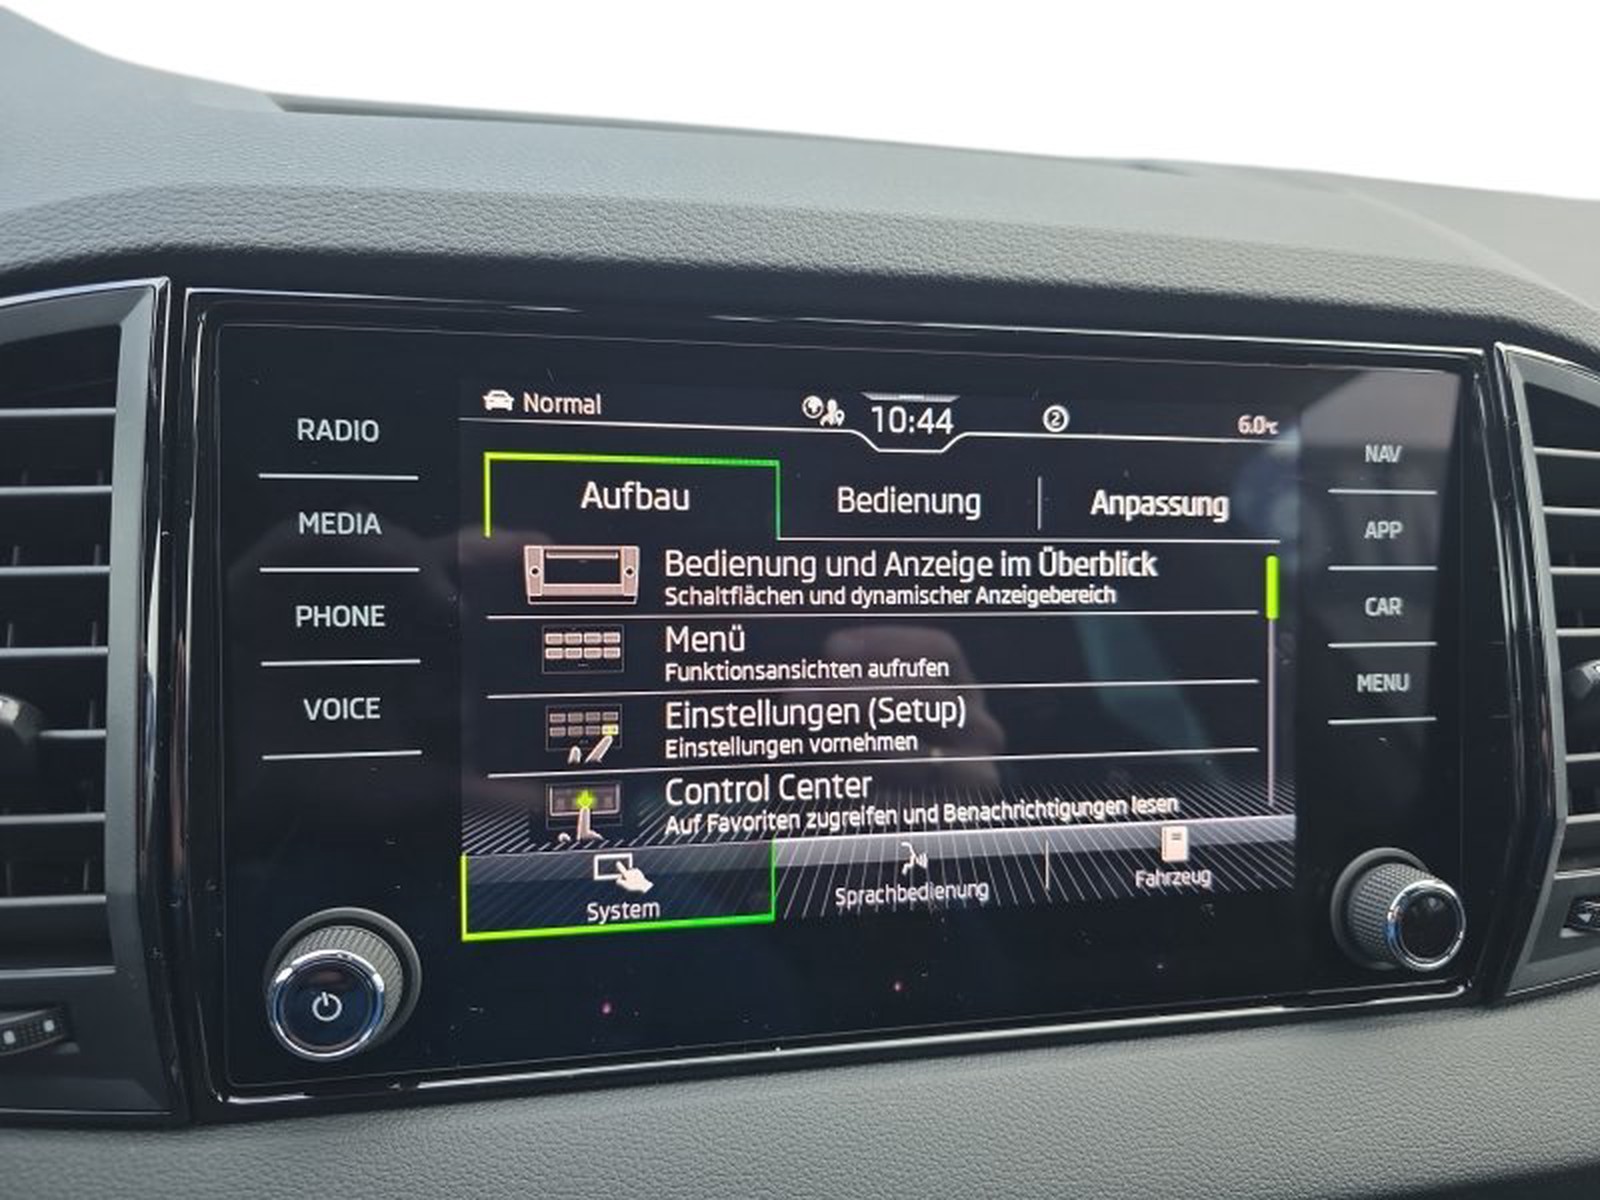 Normal
10:44
2
6.0°C
RADIO
MEDIA
PHONE
VOICE
NAV
APP
CAR
MENU
Aufbau
Bedienung
Anpassung
Bedienung und Anzeige im Überblick
Schaltflächen und dynamischer Anzeigebereich
Menü
Funktionsansichten aufrufen
Einstellungen (Setup)
Einstellungen vornehmen
Control Center
Auf Favoriten zugreifen und Benachrichtigungen lesen
System
Sprachbedienung
Fahrzeug